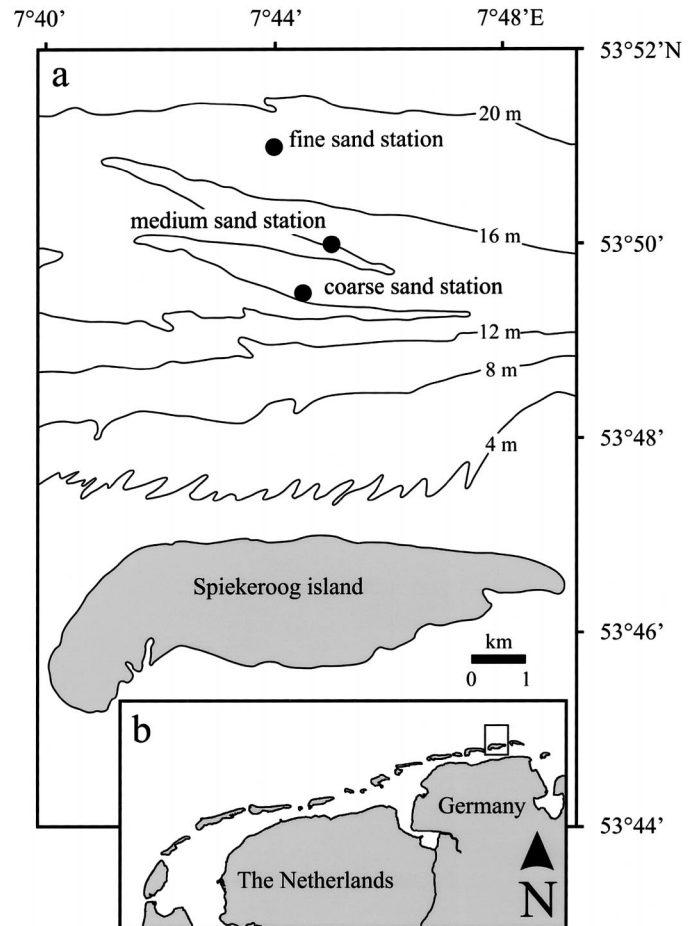 7°40’ 7°44’ 7°48’E
53°52’N
a
20 m
fine sand station
medium sand station
16 m
53°50’
coarse sand station
12 m
8 m
53°48’
4 m
Spiekeroog island
53°46’
km
0 1
b
Germany
53°44’
The Netherlands
N